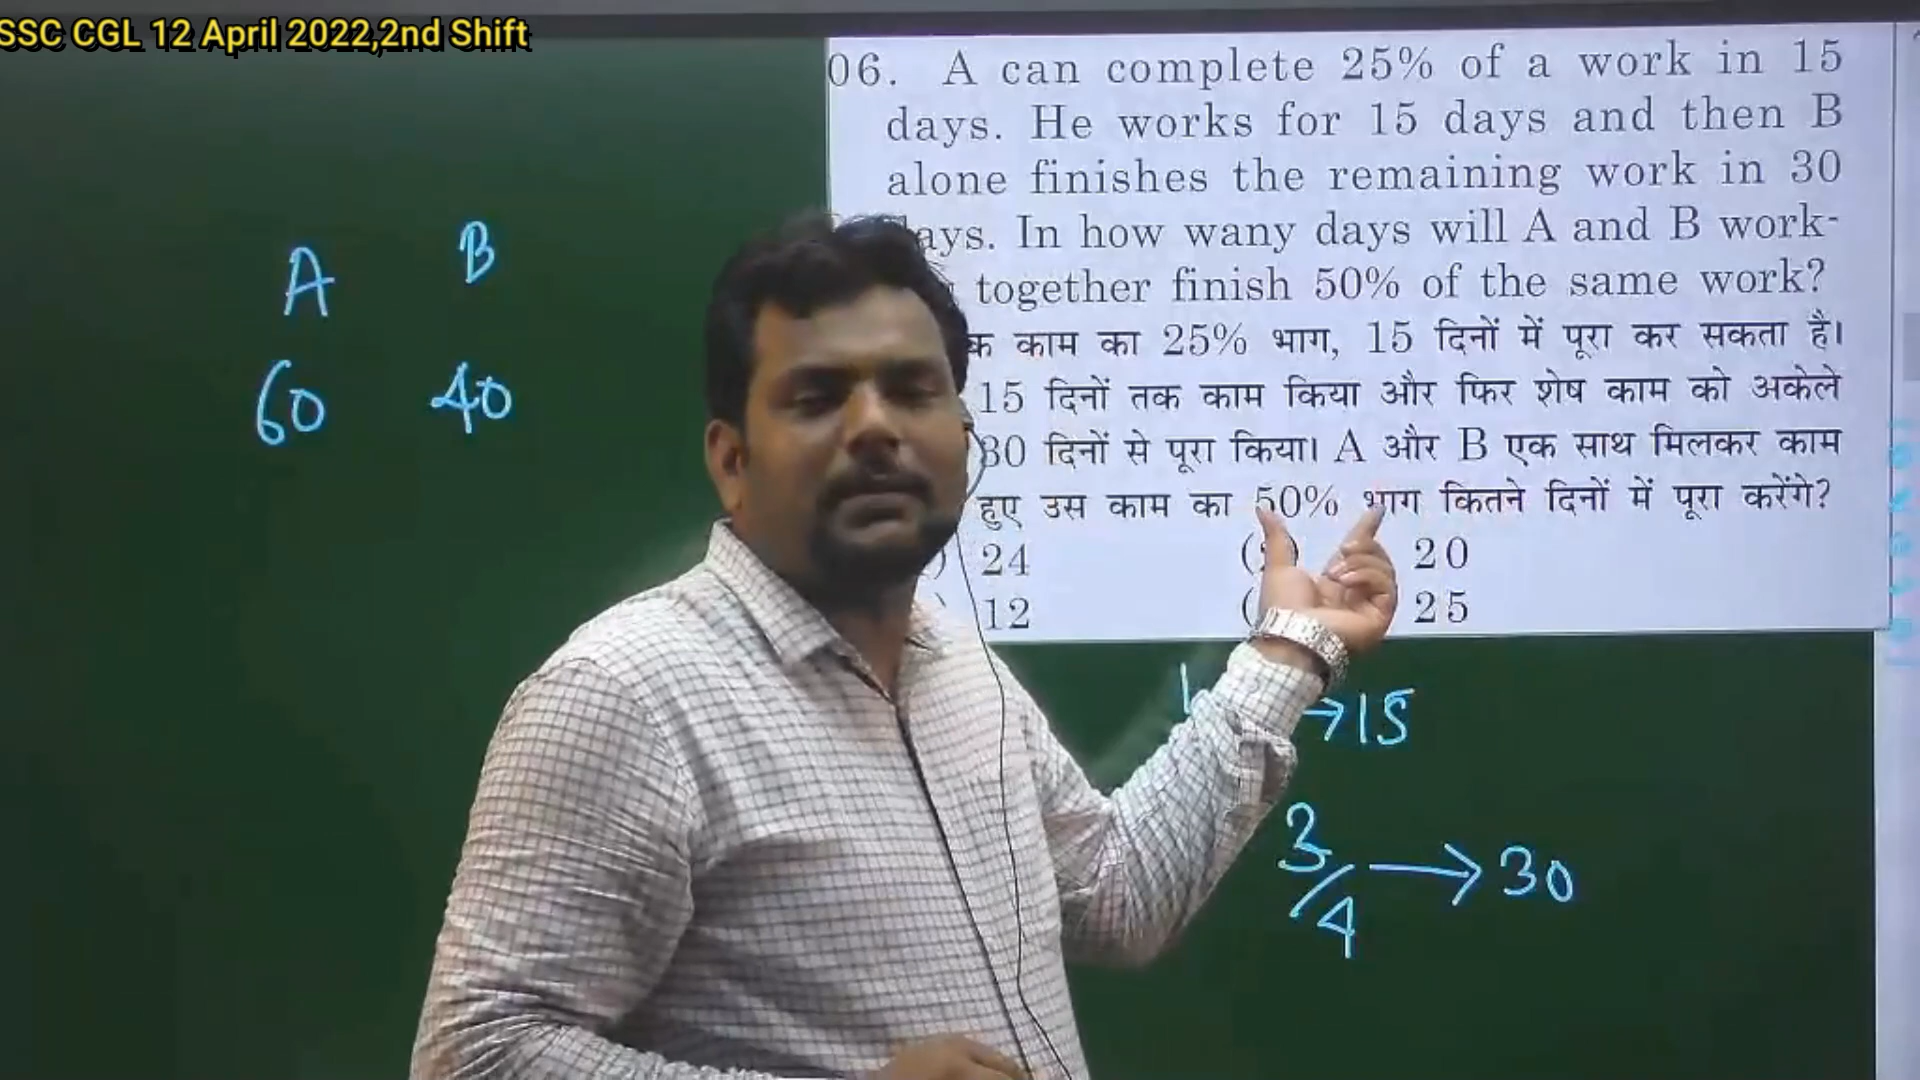 SSC CGL 12 April 2022,2nd Shift
06. A can complete 25% of a work in 15
days. He works for 15 days and then B
alone finishes the remaining work in 30
ays. In how wany days will A and B work-
together finish 50% of the same work?
क काम का 25% भाग, 15 दिनों में पूरा कर सकता है।
15 दिनों तक काम किया और फिर शेष काम को अकेले
30 दिनों से पूरा किया। A और B एक साथ मिलकर काम
हुए उस काम का 50% भाग कितने दिनों में पूरा करेंगे?
24 20
12 25
A B
60 40
→15
3/4 → 30